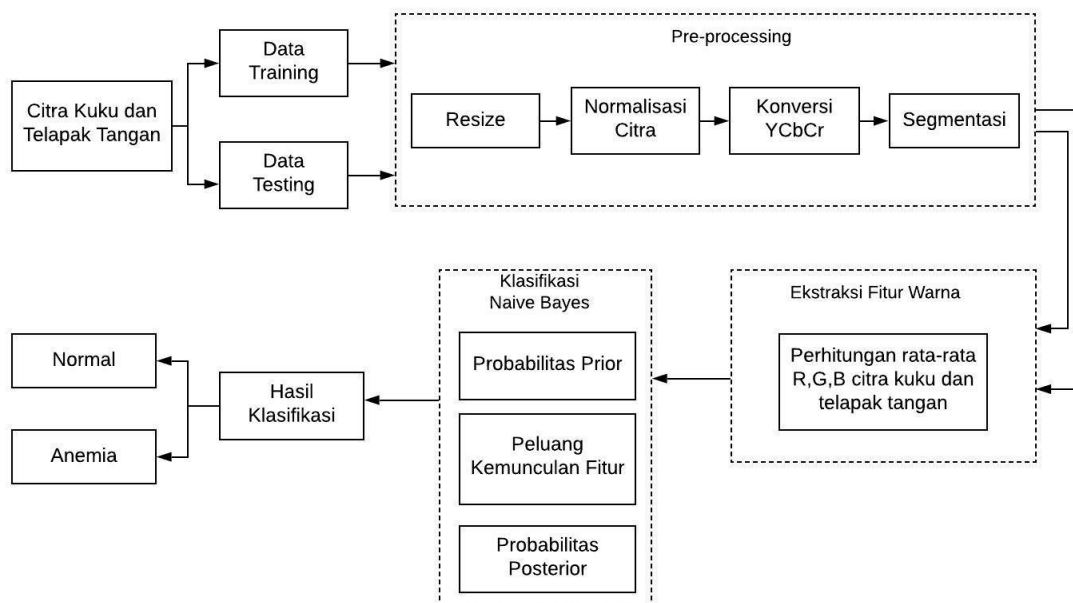 Citra Kuku dan
Telapak Tangan
Data
Training
Data
Testing
Pre-processing
Resize
Normalisasi
Citra
Konversi
YCbCr
Segmentasi
Ekstraksi Fitur Warna
Perhitungan rata-rata
R,G,B citra kuku dan
telapak tangan
Klasifikasi
Naive Bayes
Probabilitas Prior
Peluang
Kemunculan Fitur
Probabilitas
Posterior
Hasil
Klasifikasi
Normal
Anemia